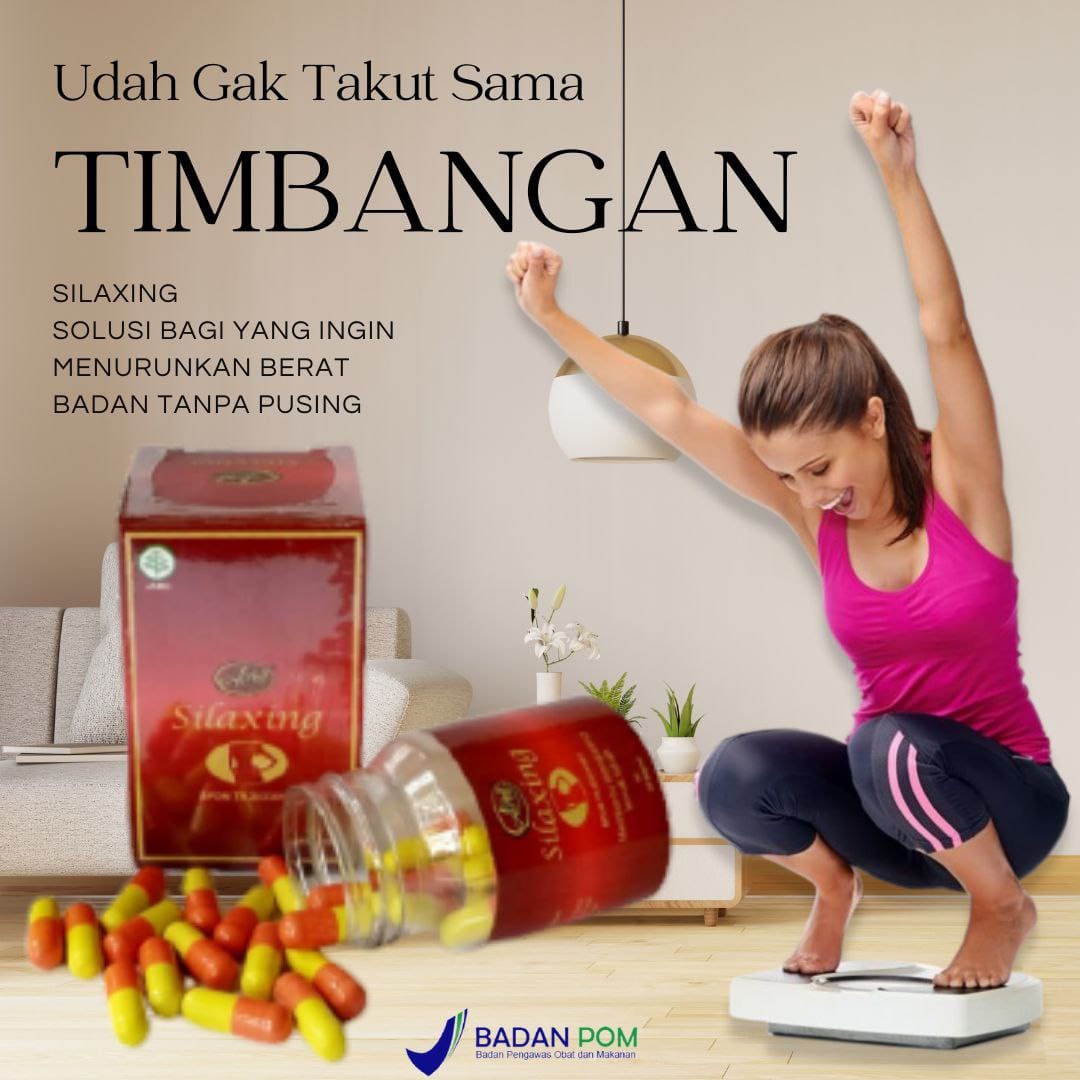 Udah Gak Takut Sama
TIMBANGAN
SILAXING
SOLUSI BAGI YANG INGIN
MENURUNKAN BERAT
BADAN TANPA PUSING
Silaxing
Silaxing
BADAN POM
Badan Pengawas Obat dan Makanan